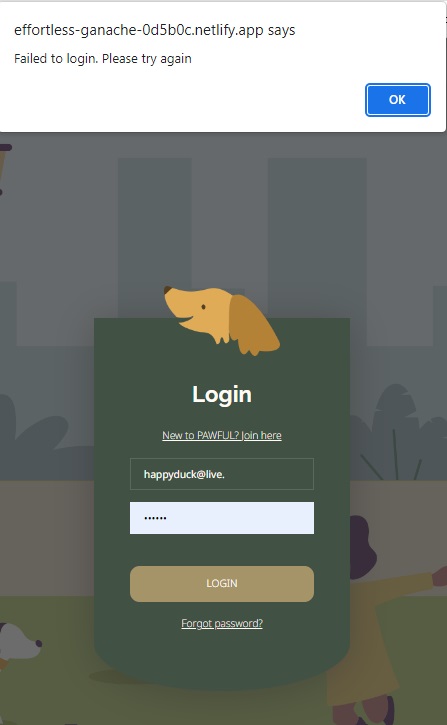 effortless-ganache-0d5b0c.netlify.app says
Failed to login. Please try again
OK
Login
New to PAWFUL? Join here
happyduck@live.
••••••
LOGIN
Forgot password?